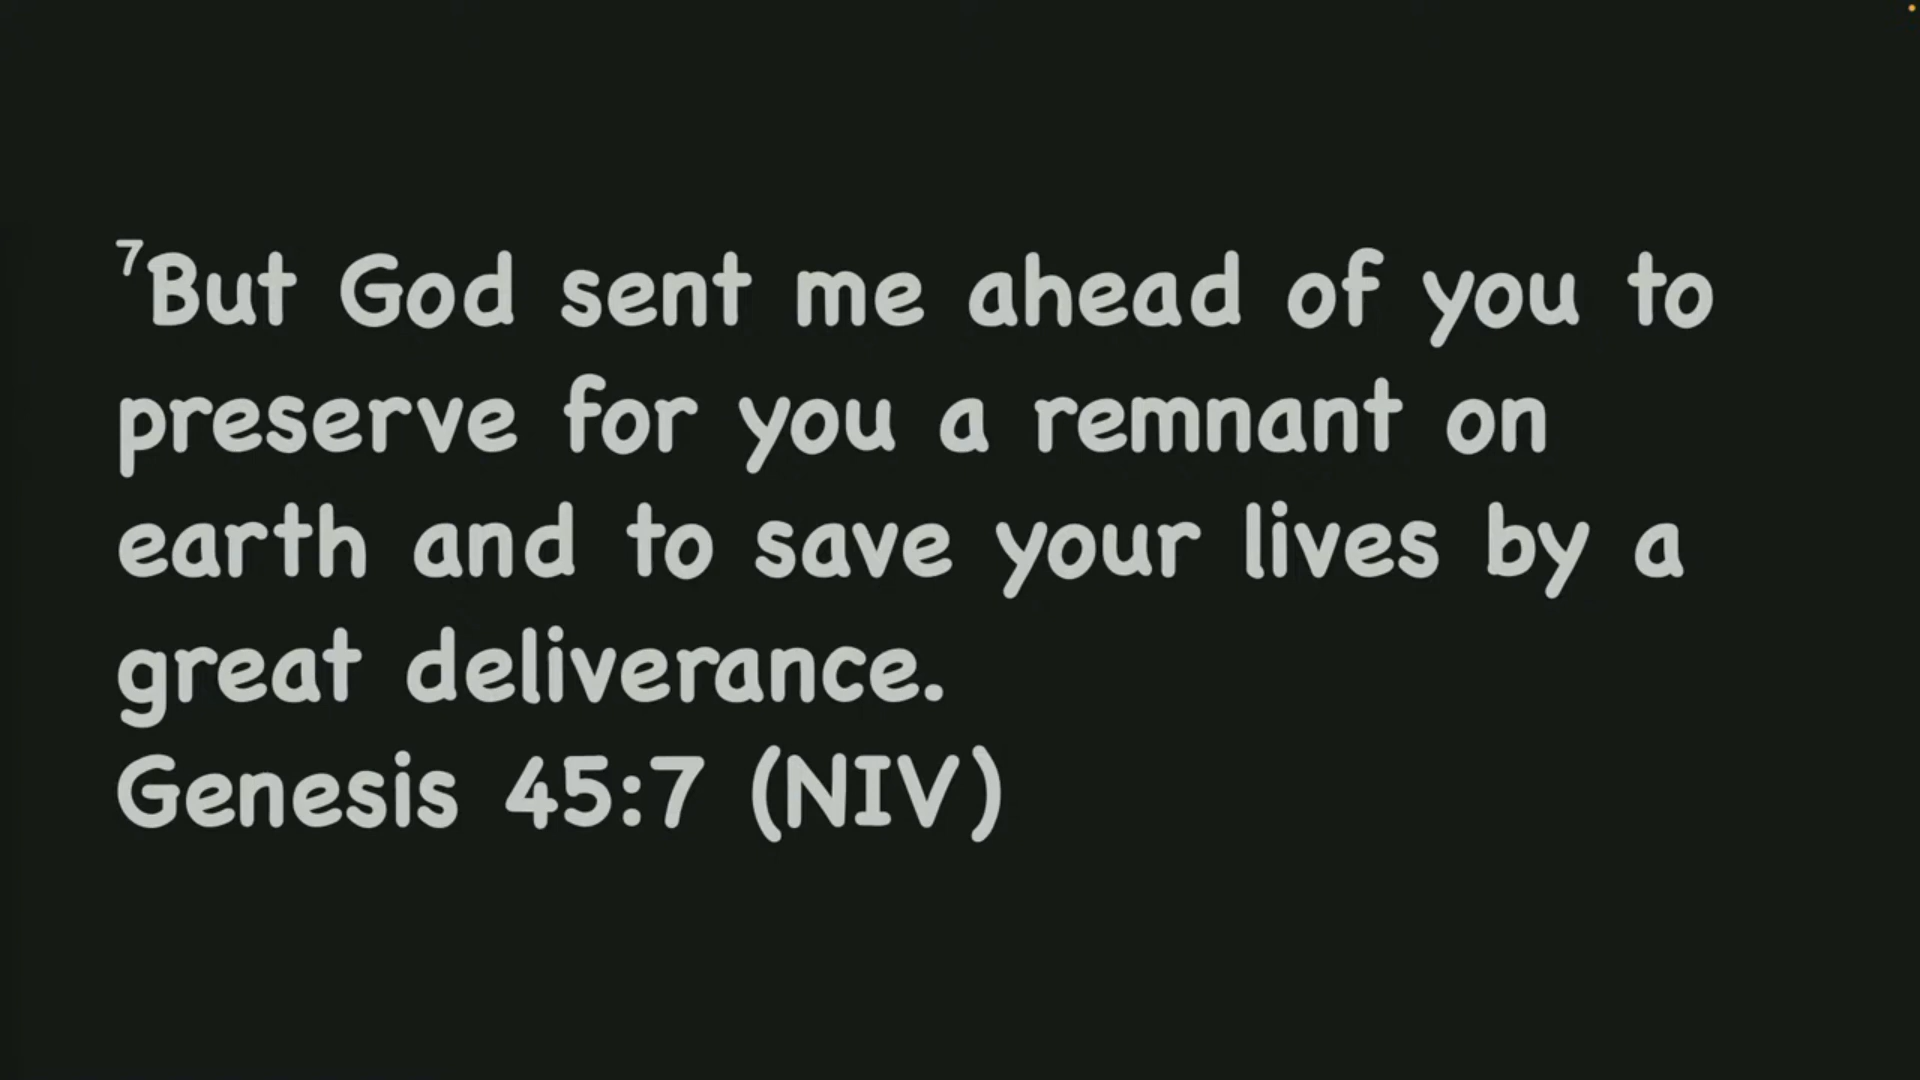 ⁷But God sent me ahead of you to
preserve for you a remnant on
earth and to save your lives by a
great deliverance.
Genesis 45:7 (NIV)